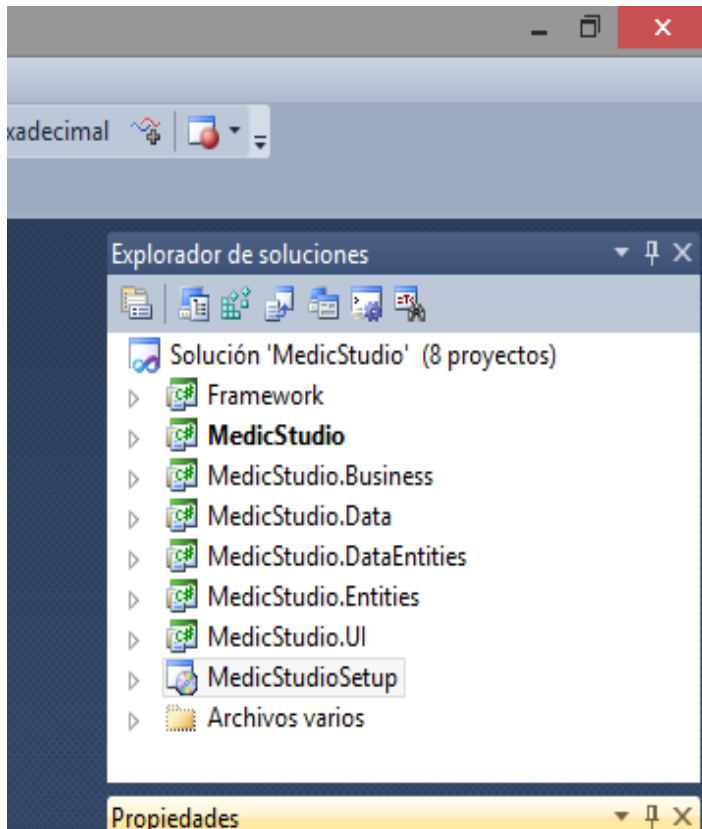 Explorador de soluciones
Solución 'MedicStudio' (8 proyectos)
Framework
MedicStudio
MedicStudio.Business
MedicStudio.Data
MedicStudio.DataEntities
MedicStudio.Entities
MedicStudio.UI
MedicStudioSetup
Archivos varios
Propiedades